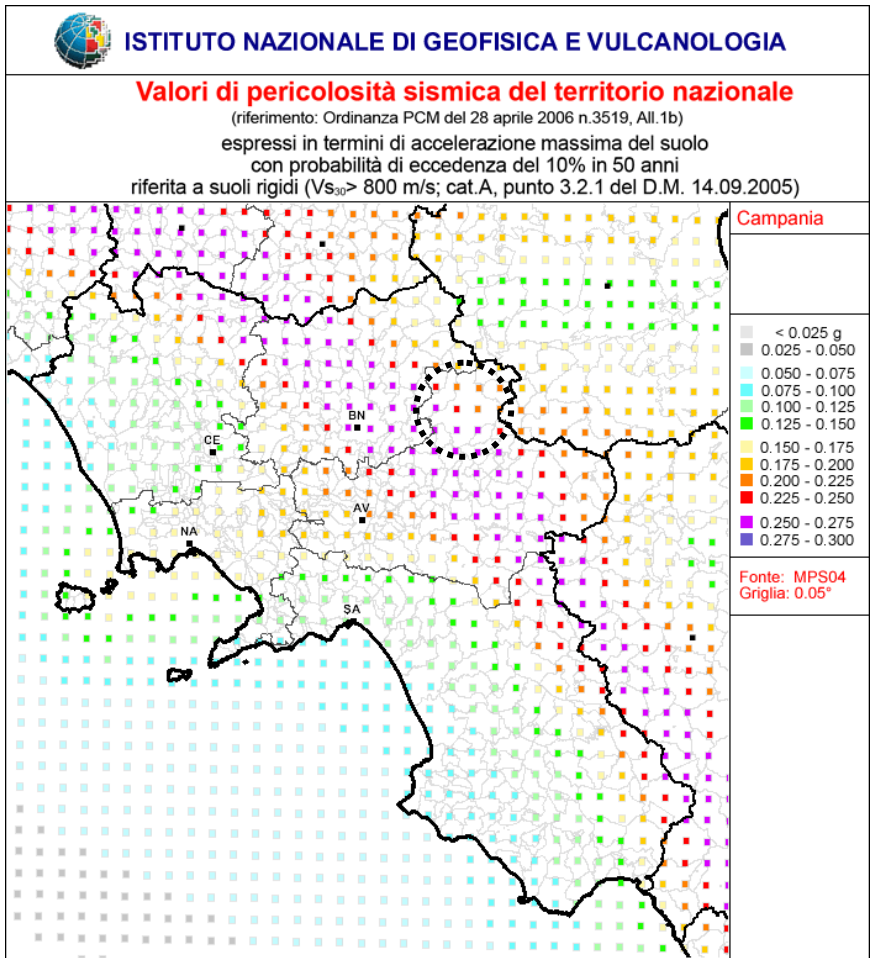 ISTITUTO NAZIONALE DI GEOFISICA E VULCANOLOGIA
Valori di pericolosità sismica del territorio nazionale
(riferimento: Ordinanza PCM del 28 aprile 2006 n.3519, All.1b)
espressi in termini di accelerazione massima del suolo
con probabilità di eccedenza del 10% in 50 anni
riferita a suoli rigidi (Vs30> 800 m/s; cat.A, punto 3.2.1 del D.M. 14.09.2005)
Campania
< 0.025 g
0.025 - 0.050
0.050 - 0.075
0.075 - 0.100
0.100 - 0.125
0.125 - 0.150
0.150 - 0.175
0.175 - 0.200
0.200 - 0.225
0.225 - 0.250
0.250 - 0.275
0.275 - 0.300
Fonte: MPS04
Griglia: 0.05°
BN
CE
AV
NA
SA